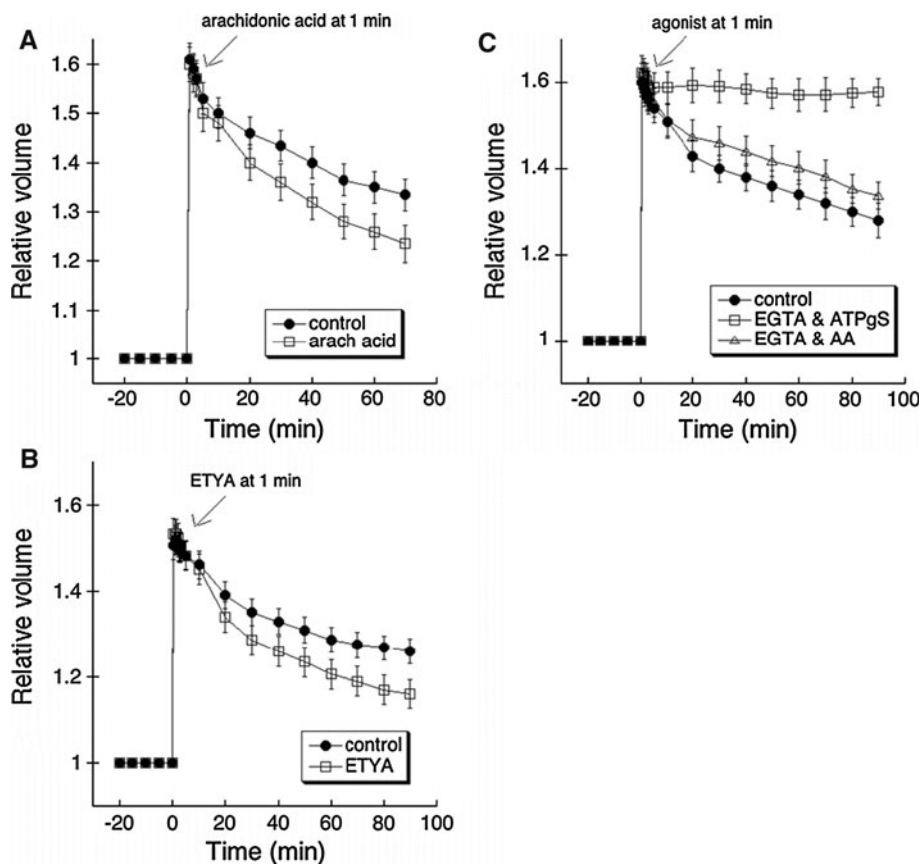 A
arachidonic acid at 1 min
Relative volume
1.6
1.5
1.4
1.3
1.2
1.1
1
control
arach acid
-20 0 20 40 60 80
Time (min)
C
agonist at 1 min
Relative volume
1.6
1.4
1.2
1
control
EGTA & ATPgS
EGTA & AA
-20 0 20 40 60 80 100
Time (min)
B
ETYA at 1 min
Relative volume
1.6
1.4
1.2
1
control
ETYA
-20 0 20 40 60 80 100
Time (min)